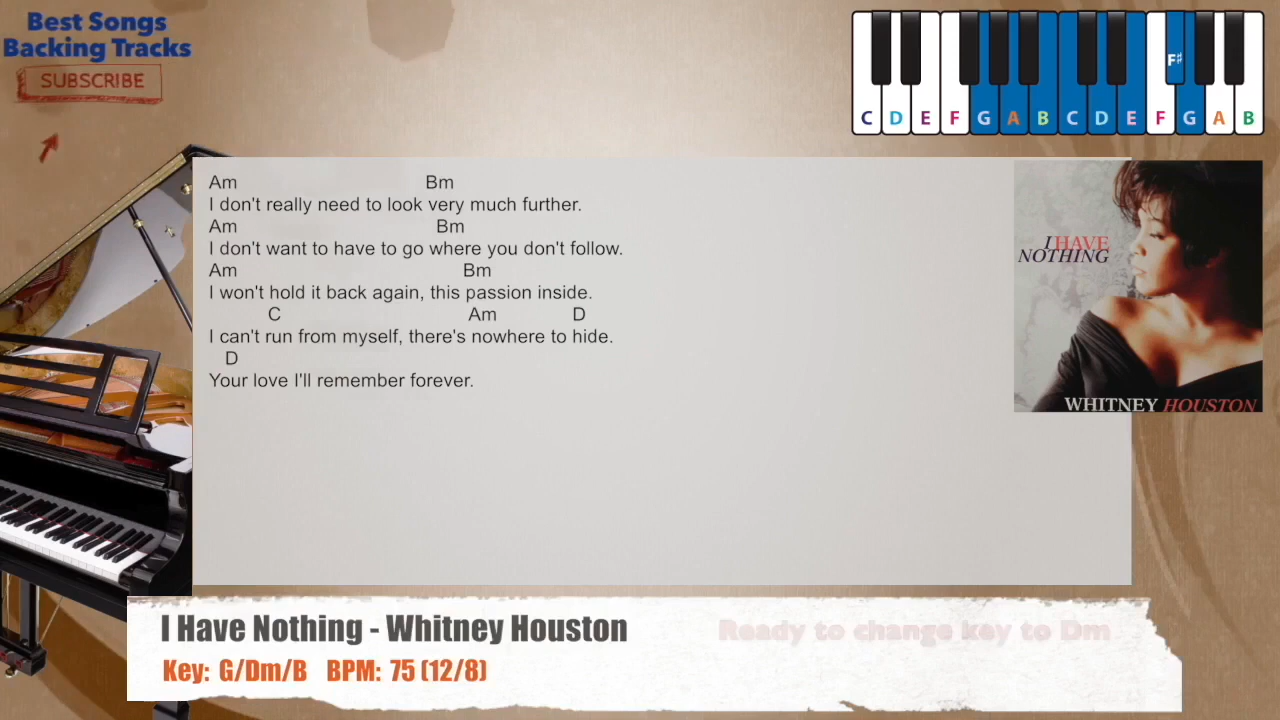 Best Songs
Backing Tracks
SUBSCRIBE
F#
C D E F G A B C D E F G A B
Am Bm
I don't really need to look very much further.
Am Bm
I don't want to have to go where you don't follow.
Am Bm
I won't hold it back again, this passion inside.
C Am D
I can't run from myself, there's nowhere to hide.
D
Your love I'll remember forever.
I HAVE
NOTHING
WHITNEY HOUSTON
I Have Nothing - Whitney Houston
Ready to change key to Dm
Key: G/Dm/B BPM: 75 (12/8)